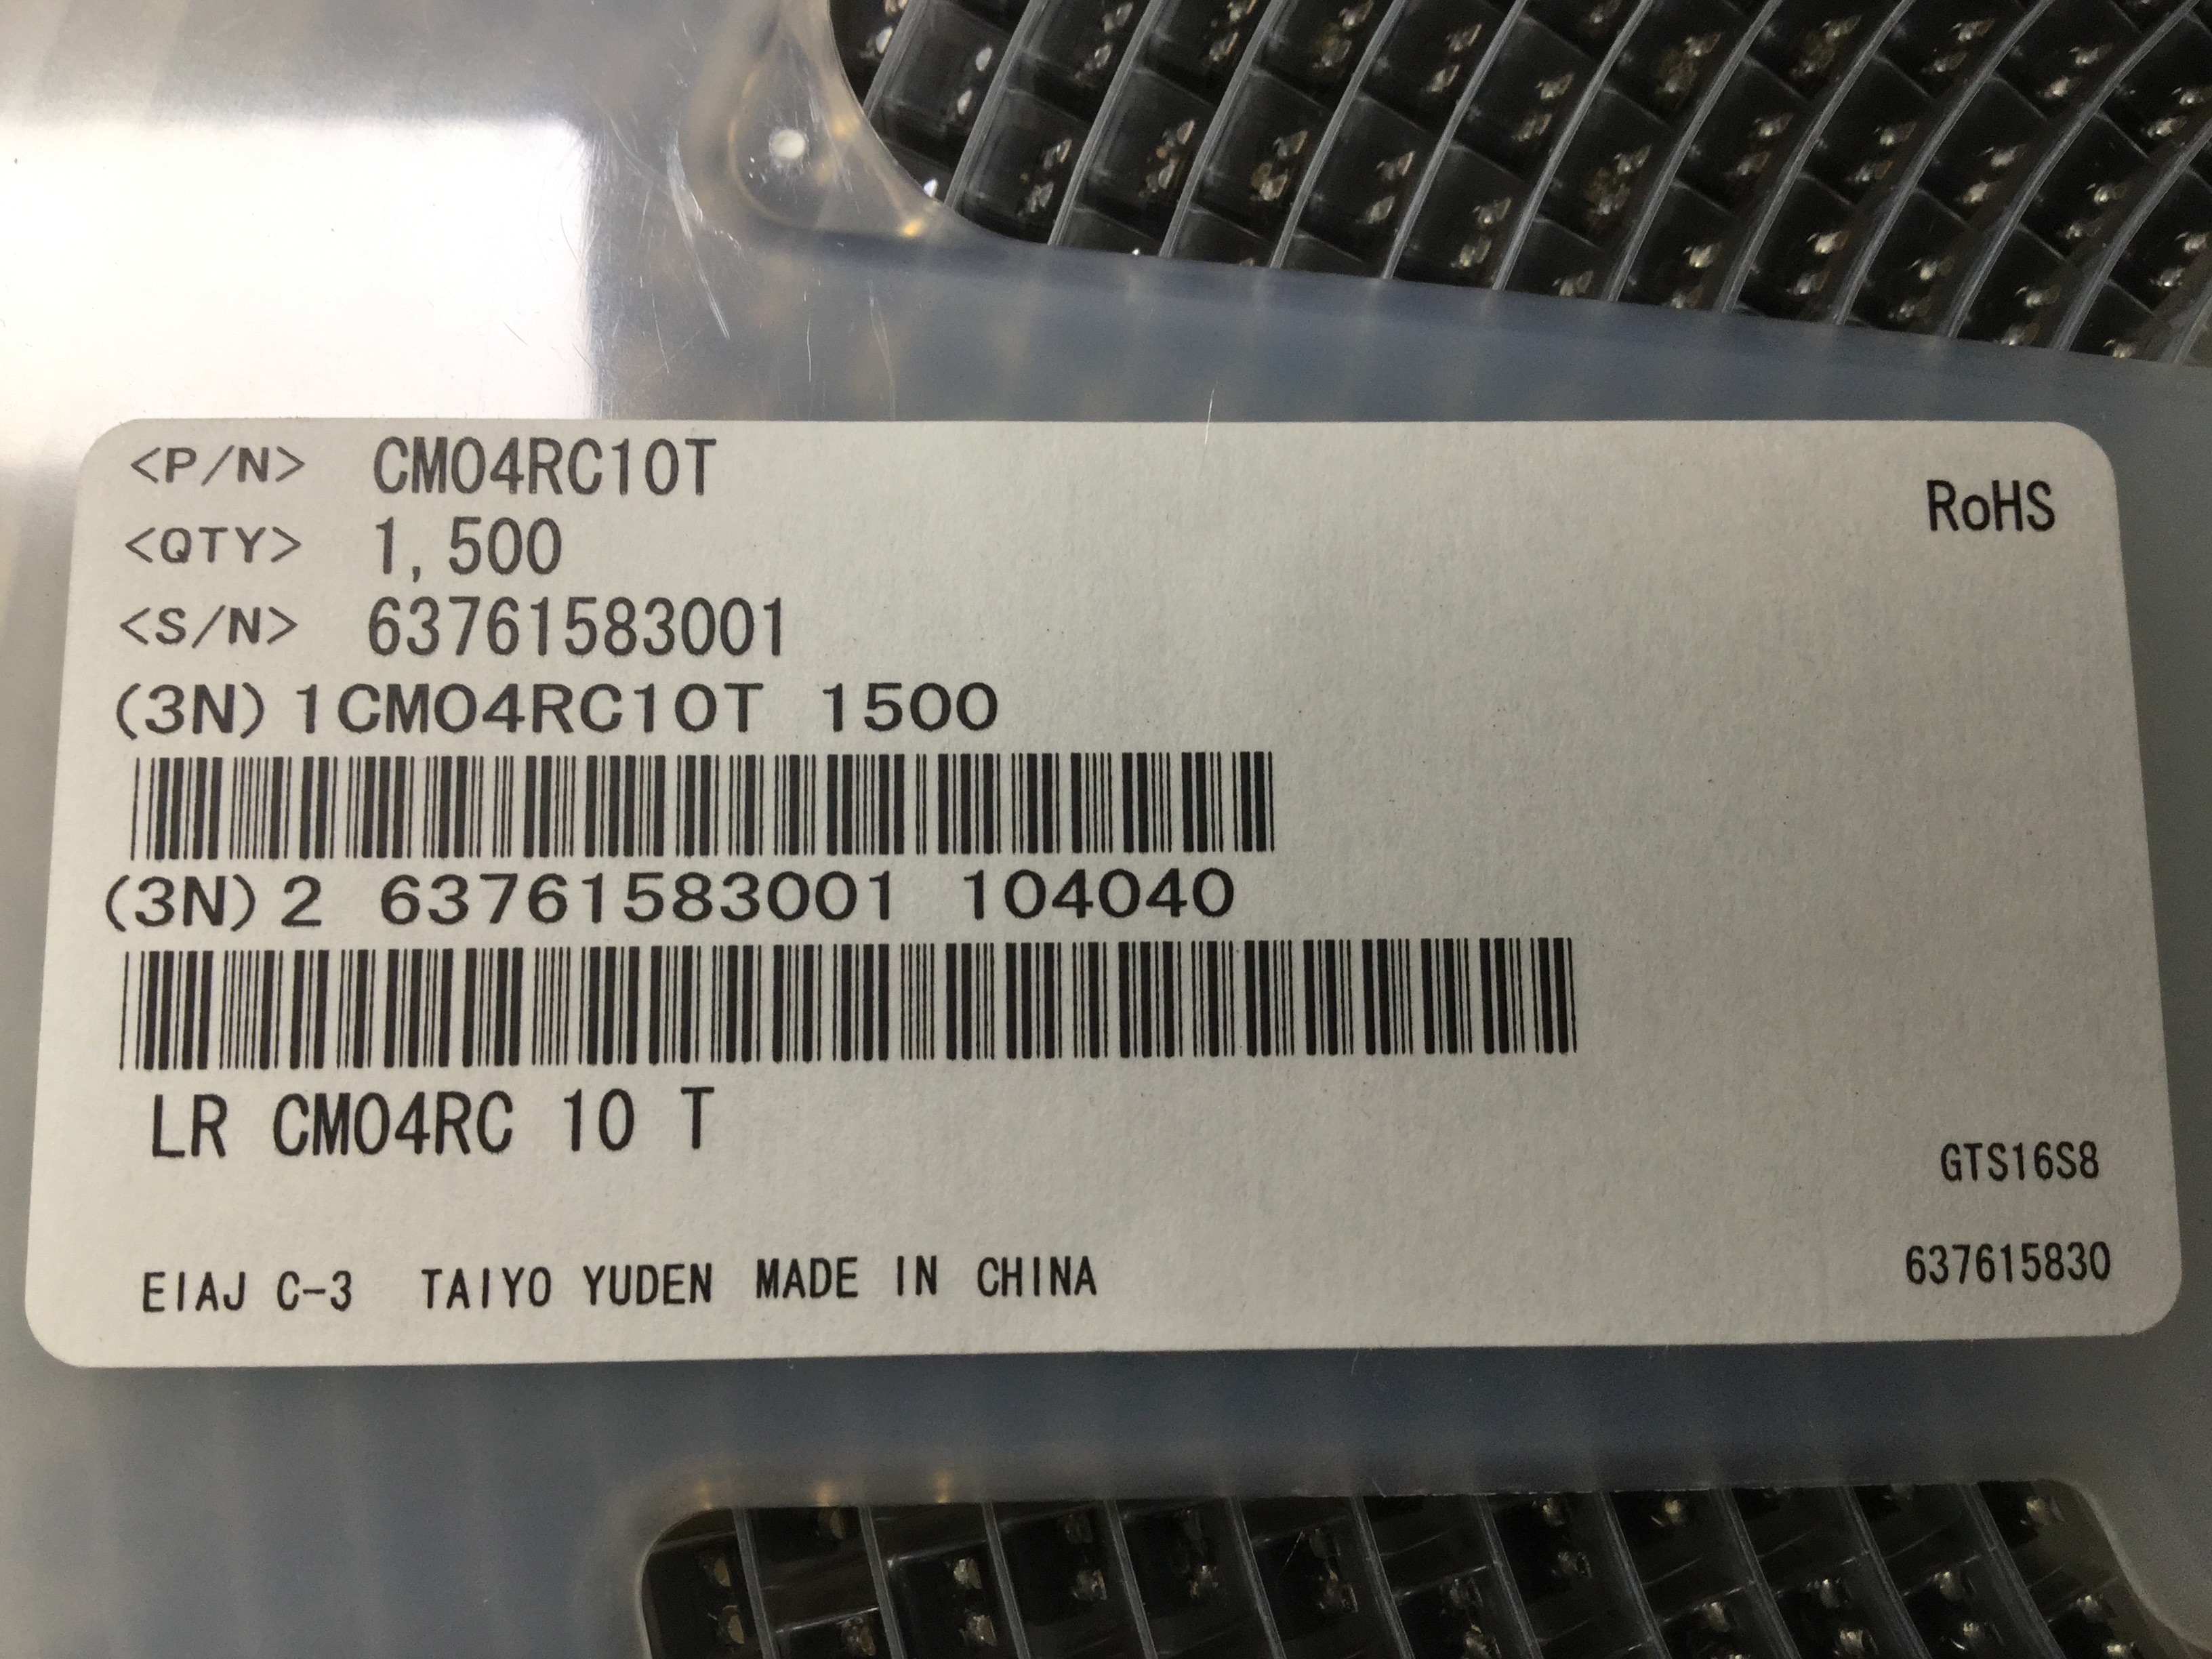 <P/N> CM04RC10T
RoHS
<QTY> 1,500
<S/N> 63761583001
(3N)1CM04RC10T 1500
(3N)2 63761583001 104040
LR CM04RC 10 T
GTS16S8
EIAJ C-3 TAIYO YUDEN MADE IN CHINA
637615830